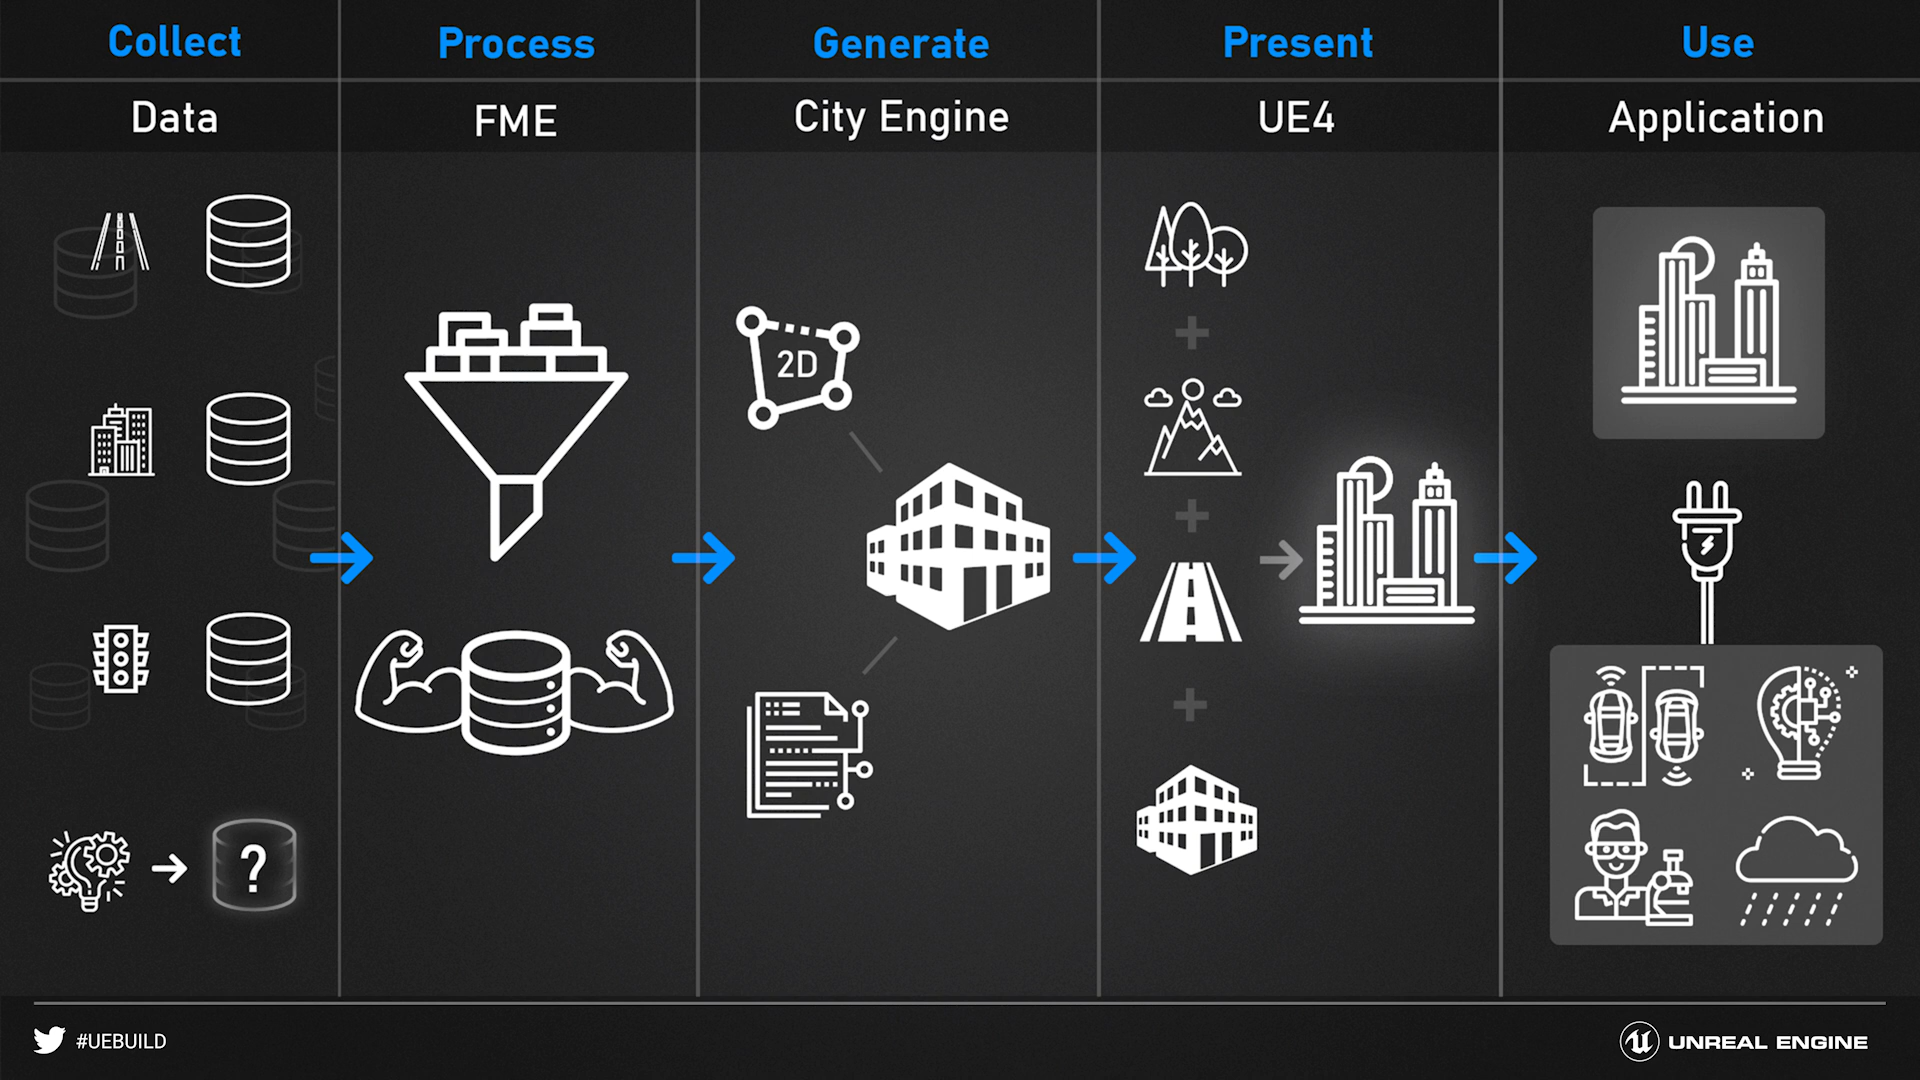 Collect
Process
Generate
Present
Use
Data
FME
City Engine
UE4
Application
2D
?
#UEBUILD
UNREAL ENGINE